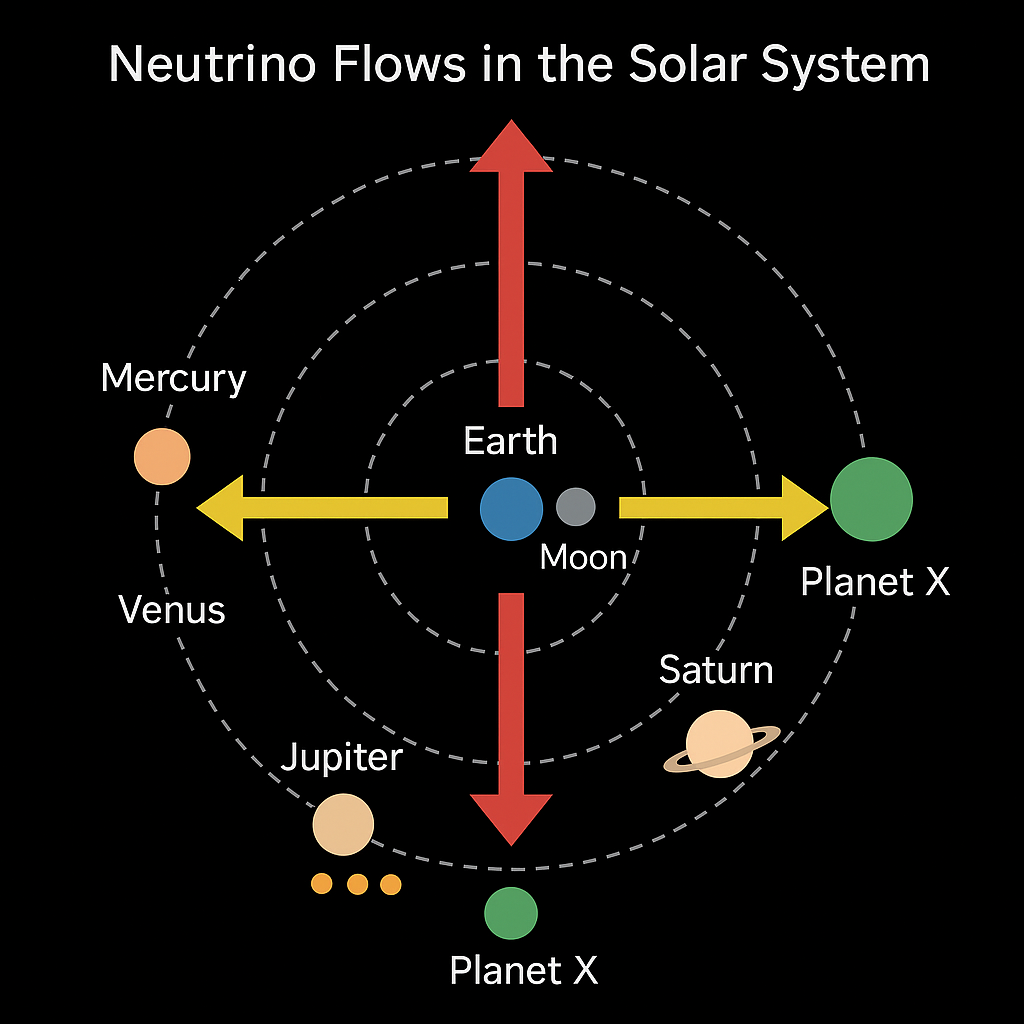 Neutrino Flows in the Solar System
Mercury
Earth
Moon
Planet X
Venus
Saturn
Jupiter
Planet X